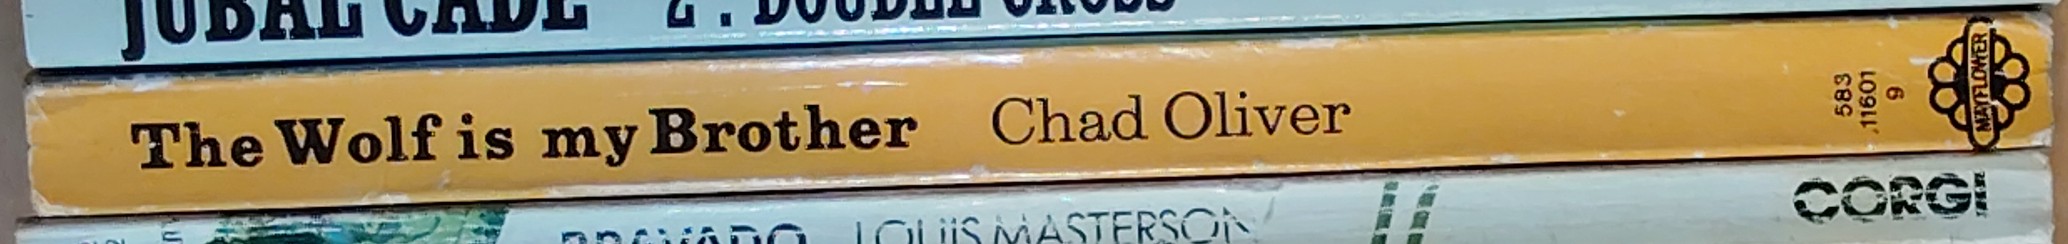 JUBAL CADE 2. DOUBLE CROSS
The Wolf is my Brother Chad Oliver
583
11601
9
MAYFLOWER
BRAVADO LOUIS MASTERSON
CORGI